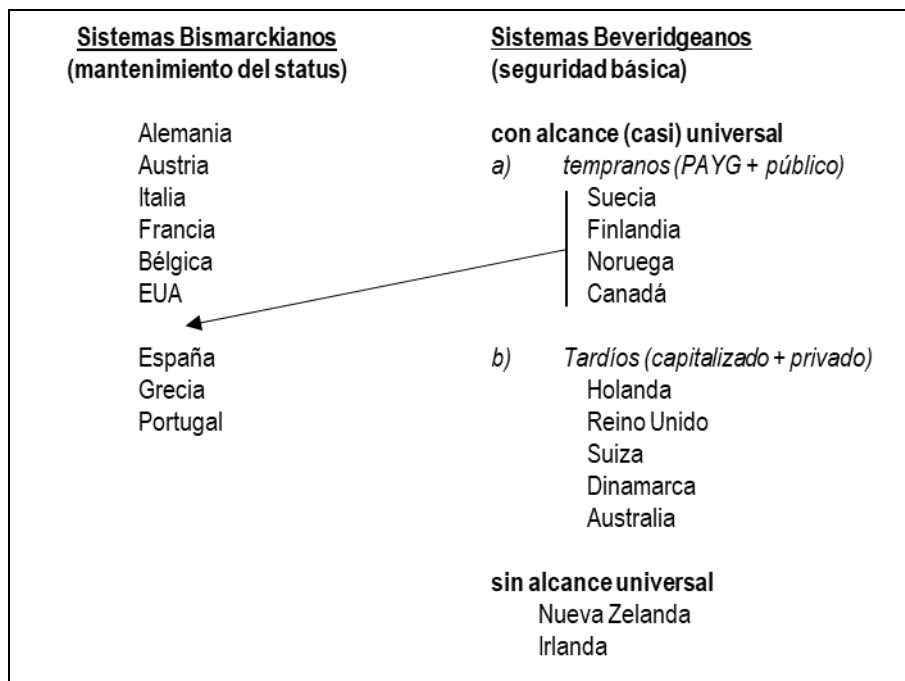 Sistemas Bismarckianos
(mantenimiento del status)
Alemania
Austria
Italia
Francia
Bélgica
EUA
España
Grecia
Portugal
Sistemas Beveridgeanos
(seguridad básica)
con alcance (casi) universal
a) tempranos (PAYG + público)
Suecia
Finlandia
Noruega
Canadá
b) Tardíos (capitalizado + privado)
Holanda
Reino Unido
Suiza
Dinamarca
Australia
sin alcance universal
Nueva Zelanda
Irlanda